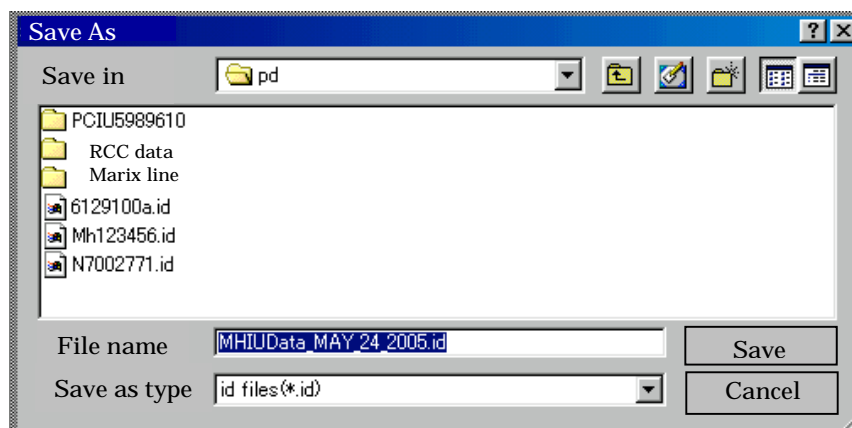 Save As
Save in pd
PCIU5989610
RCC data
Marix line
6129100a.id
Mh123456.id
N7002771.id
File name MHIUData_MAY_24_2005.id Save
Save as type id files(*.id) Cancel